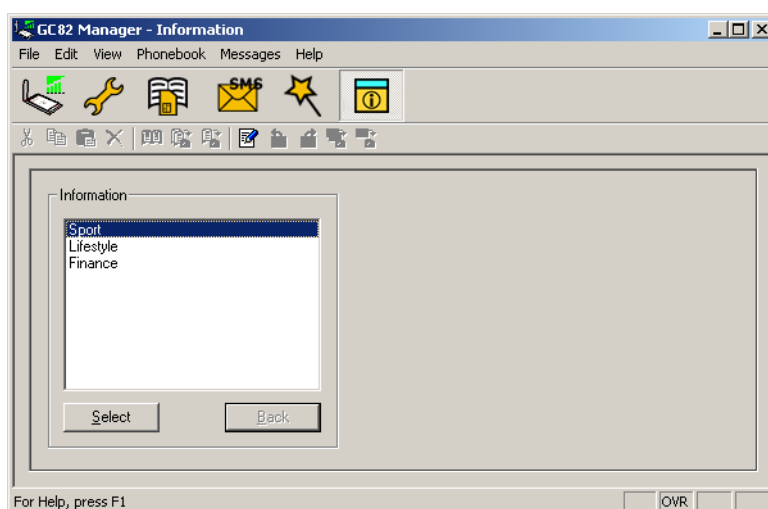 GC82 Manager - Information
File Edit View Phonebook Messages Help
SMS
Information
Sport
Lifestyle
Finance
Select Back
For Help, press F1 OVR